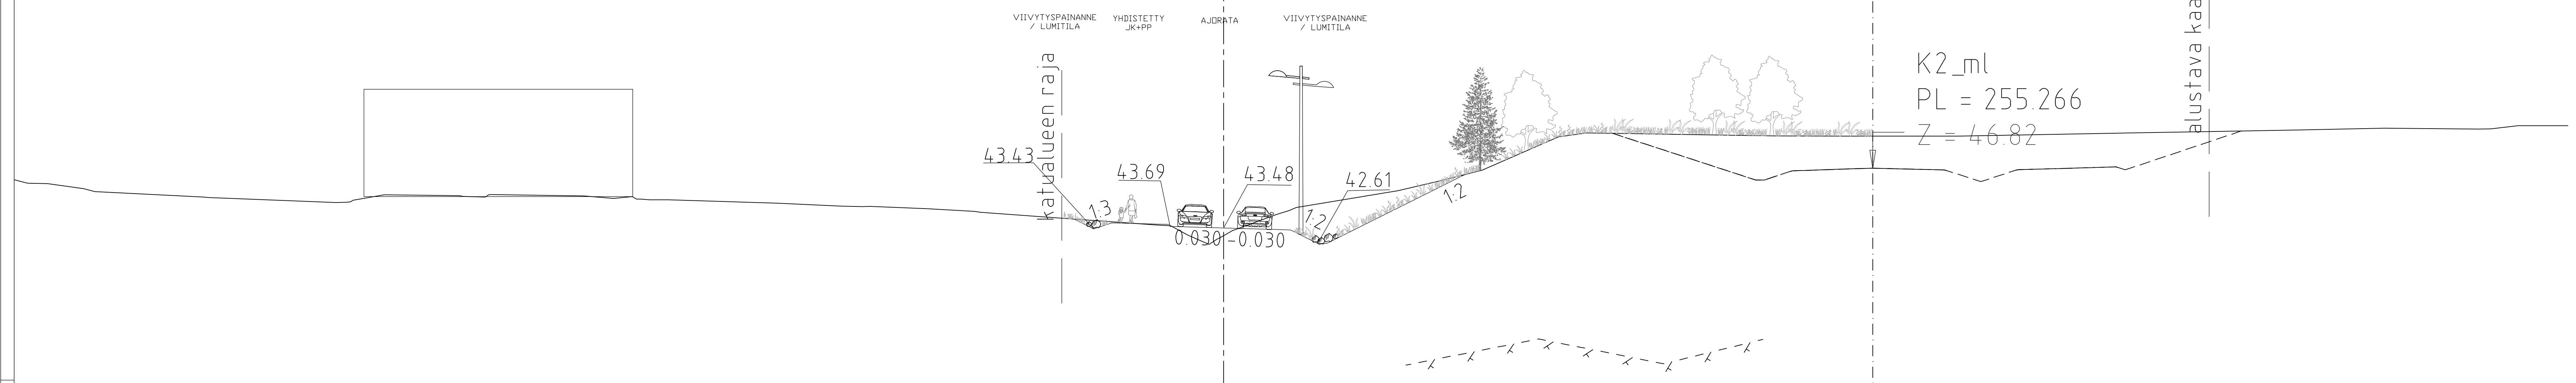 VIIVYTYSPAINANNE
/ LUMITILA
YHDISTETTY
JK+PP
AJORATA
VIIVYTYSPAINANNE
/ LUMITILA
katualueen raja
43.43
1:3
43.69
43.48
42.61
0.030
-0.030
1:2
1:2
K2_ml
PL = 255.266
Z = 46.82
alustava kaa